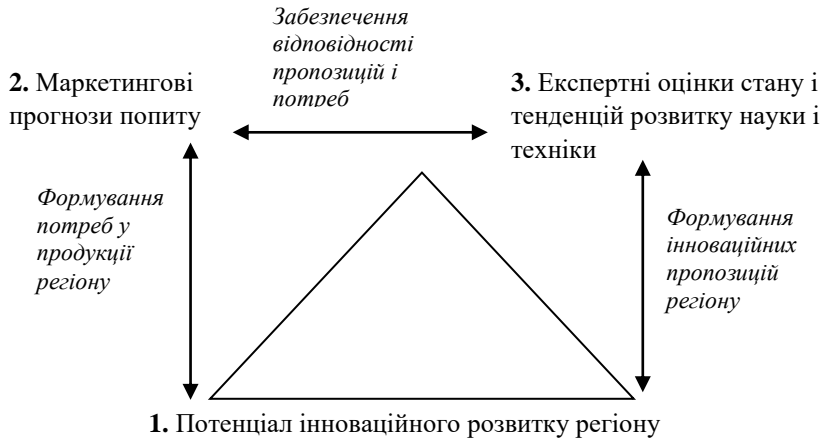 Забезпечення
відповідності
пропозицій і
потреб
2. Маркетингові
прогнози попиту
3. Експертні оцінки стану і
тенденцій розвитку науки і
техніки
Формування
потреб у
продукції
регіону
Формування
інноваційних
пропозицій
регіону
1. Потенціал інноваційного розвитку регіону